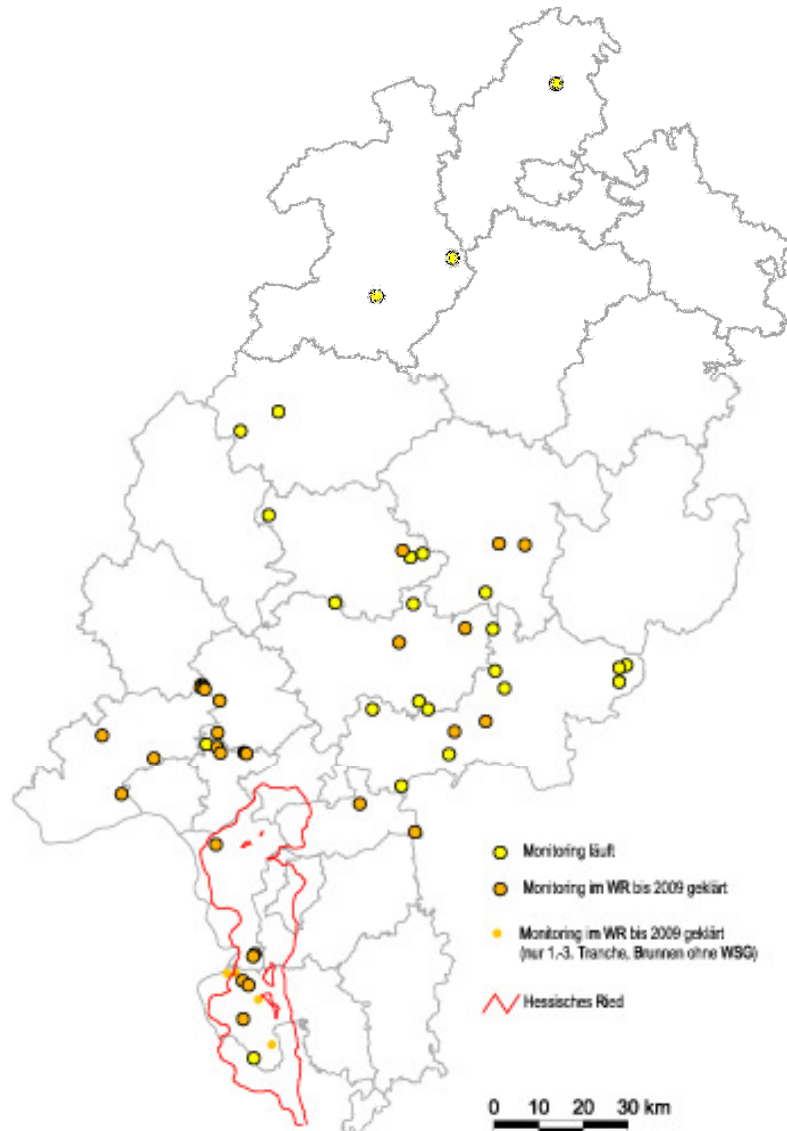 Monitoring läuft
Monitoring im WR bis 2009 geklärt
Monitoring im WR bis 2009 geklärt
(nur 1.-3. Tranche, Brunnen ohne WSG)
Hessisches Ried
0 10 20 30 km